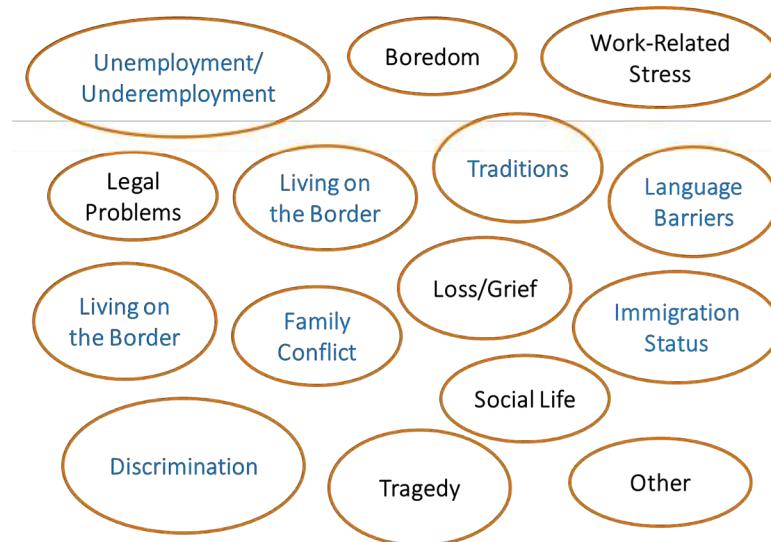 Unemployment/
Underemployment
Boredom
Work-Related
Stress
Legal
Problems
Living on
the Border
Traditions
Language
Barriers
Living on
the Border
Family
Conflict
Loss/Grief
Immigration
Status
Social Life
Discrimination
Tragedy
Other